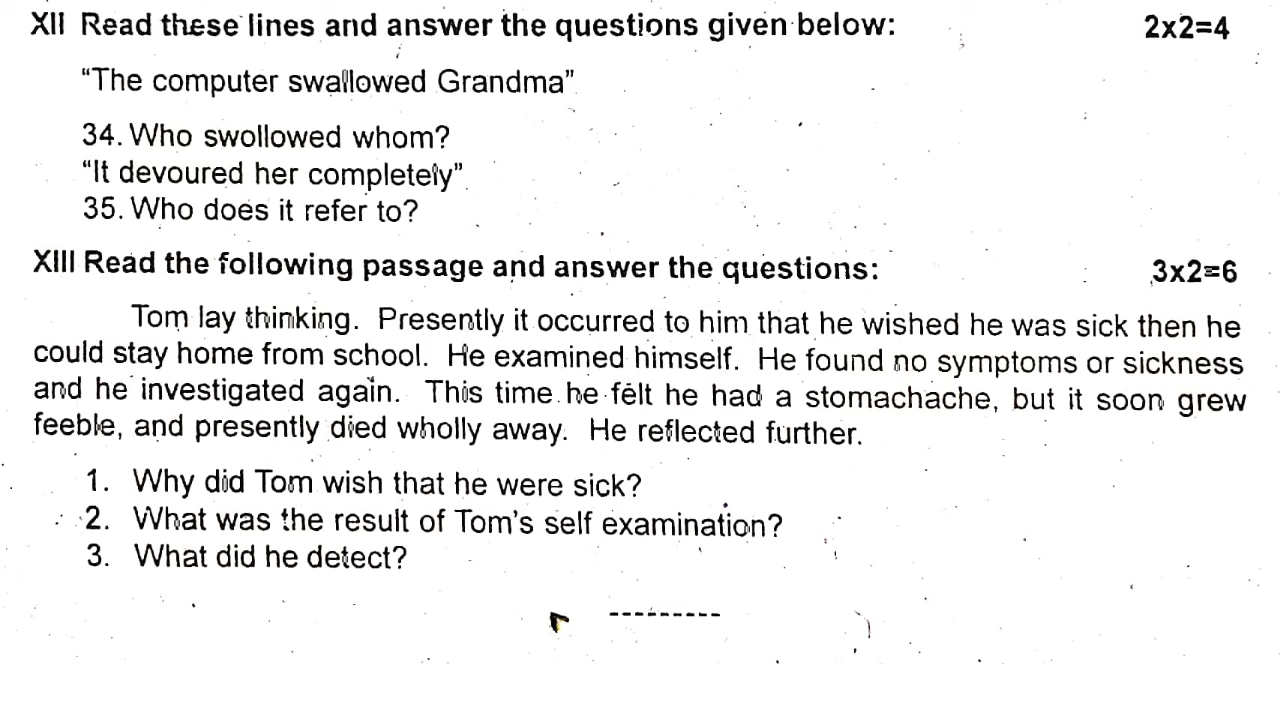 XII Read these lines and answer the questions given below: 2x2=4
“The computer swallowed Grandma”
34. Who swollowed whom?
“It devoured her completely”
35. Who does it refer to?
XIII Read the following passage and answer the questions: 3x2=6
Tom lay thinking. Presently it occurred to him that he wished he was sick then he
could stay home from school. He examined himself. He found no symptoms or sickness
and he investigated again. This time he felt he had a stomachache, but it soon grew
feeble, and presently died wholly away. He reflected further.
1. Why did Tom wish that he were sick?
2. What was the result of Tom's self examination?
3. What did he detect?
---------